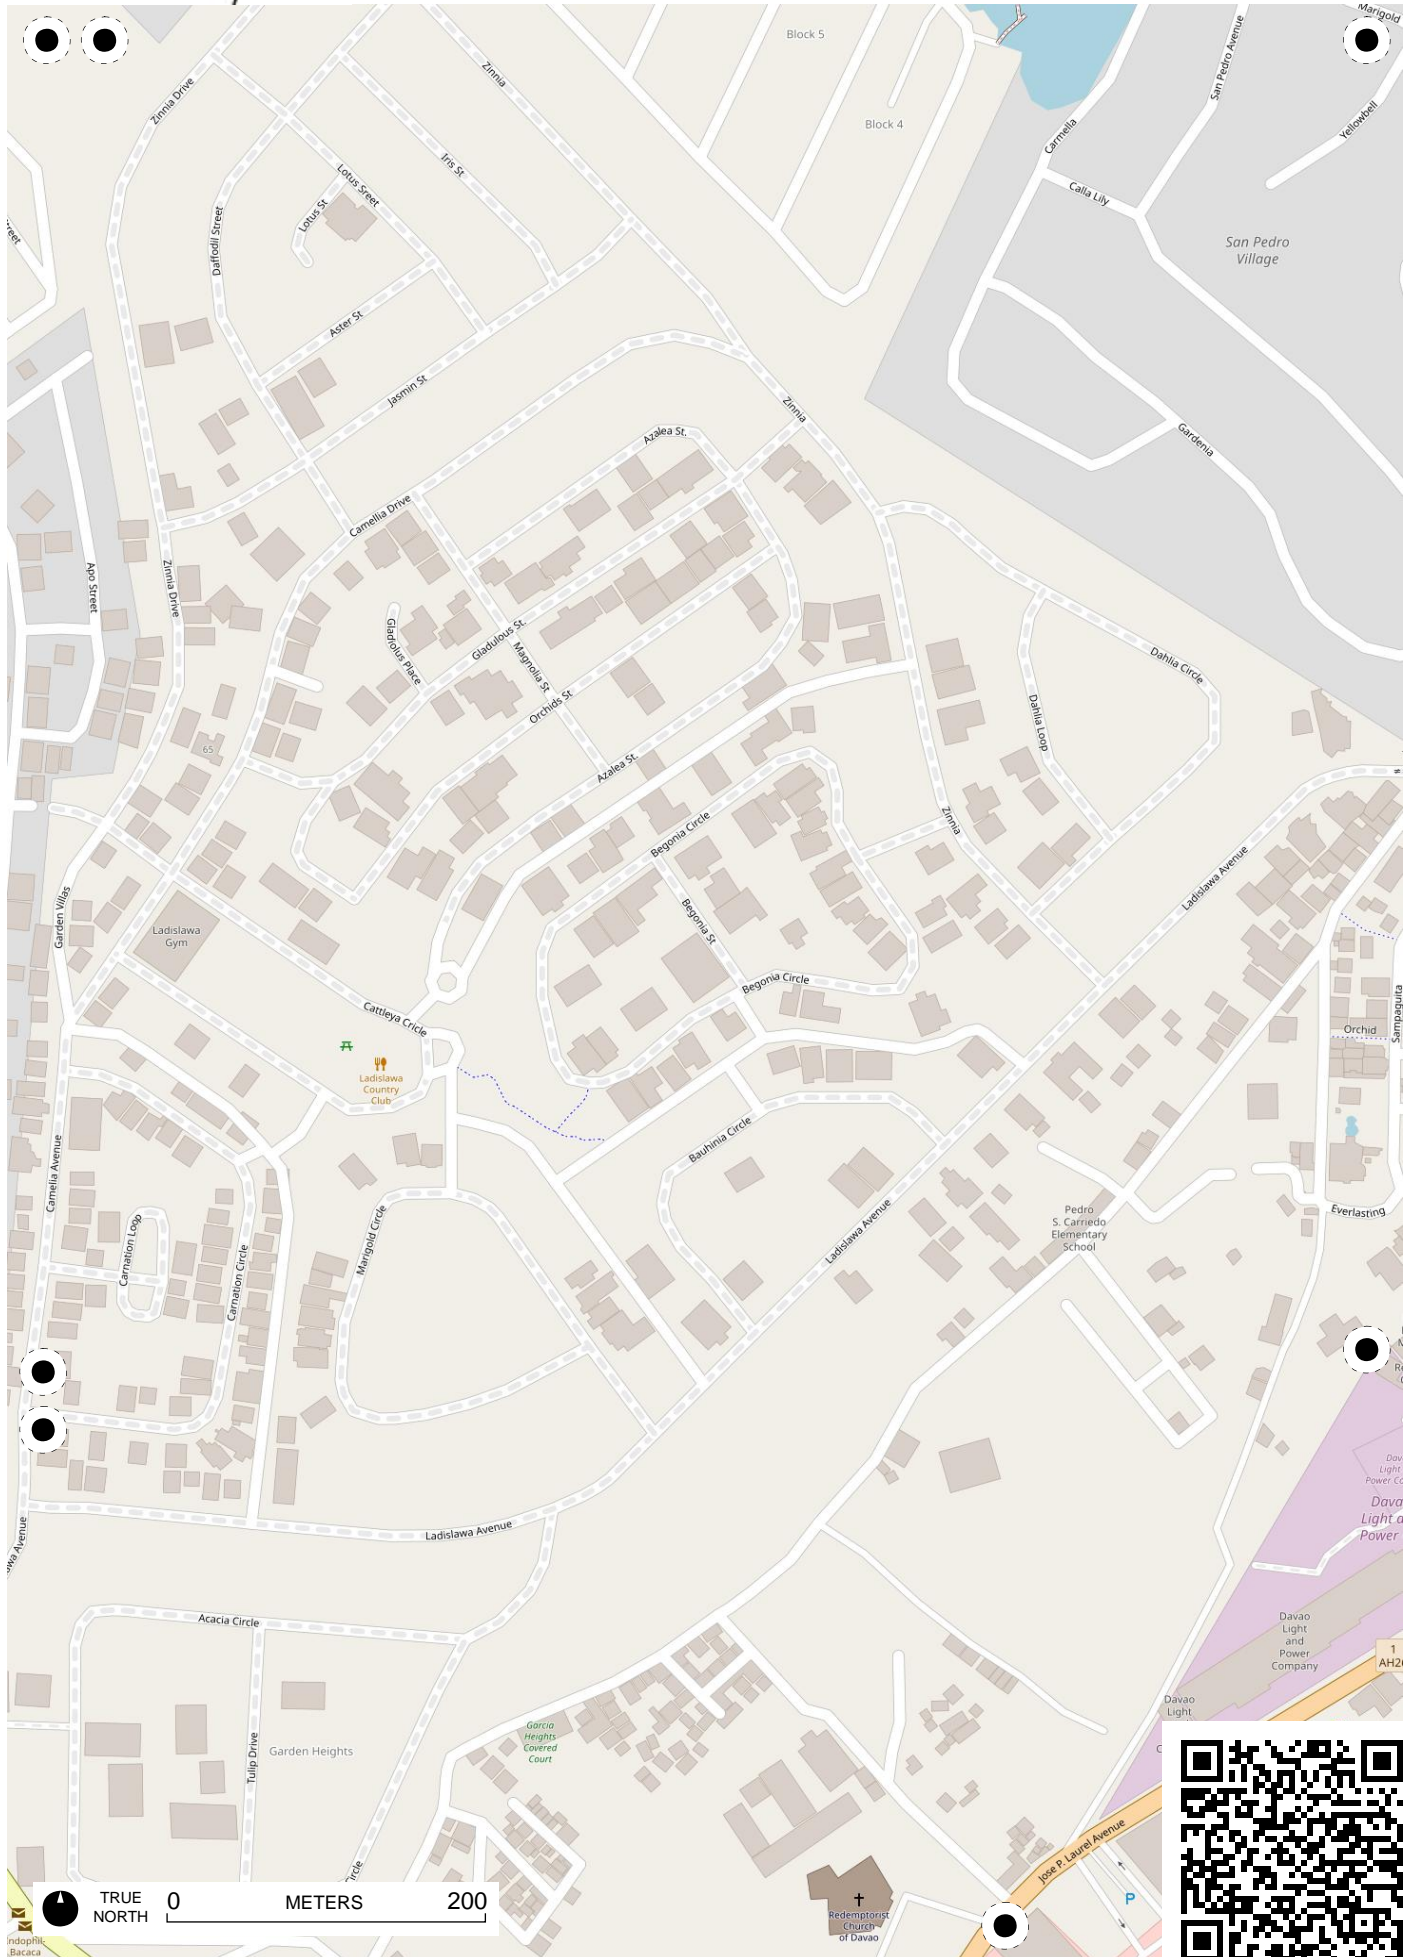 Marigold
San Pedro Avenue
Block 5
Zinnia
Zinnia Drive
Yellowbell
Block 4
Carmella
Iris St
Lotus Sreet
Calla Lily
Lotus St
Daffodil Street
San Pedro
Village
Aster St
Jasmin St
Zinnia
Azalea St.
Gardenia
Camellia Drive
Zinnia Drive
Apo Street
Gladiolus Place
Gladulous St.
Magnolia St
Dahlia Circle
Orchids St
Dahlia Loop
65
Azalea St.
Zinnia
Begonia Circle
Ladislawa Avenue
Garden Villas
Begonia St
Ladislawa
Gym
Begonia Circle
Cattleya Cricle
Sampaguita
Orchid
Ladislawa
Country
Club
Bauhinia Circle
Camelia Avenue
Pedro
S. Carriedo
Elementary
School
Everlasting
Carnation Loop
Marigold Circle
Ladislawa Avenue
Carnation Circle
Ladislawa Avenue
Acacia Circle
Davao
Light
and
Power
Company
1
Davao
Light
Garcia
Heights
Covered
Court
Garden Heights
Tulip Drive
Jose P. Laurel Avenue
P
Redemptorist
Church
of Davao
TRUE
NORTH
0 METERS 200
Bacaca